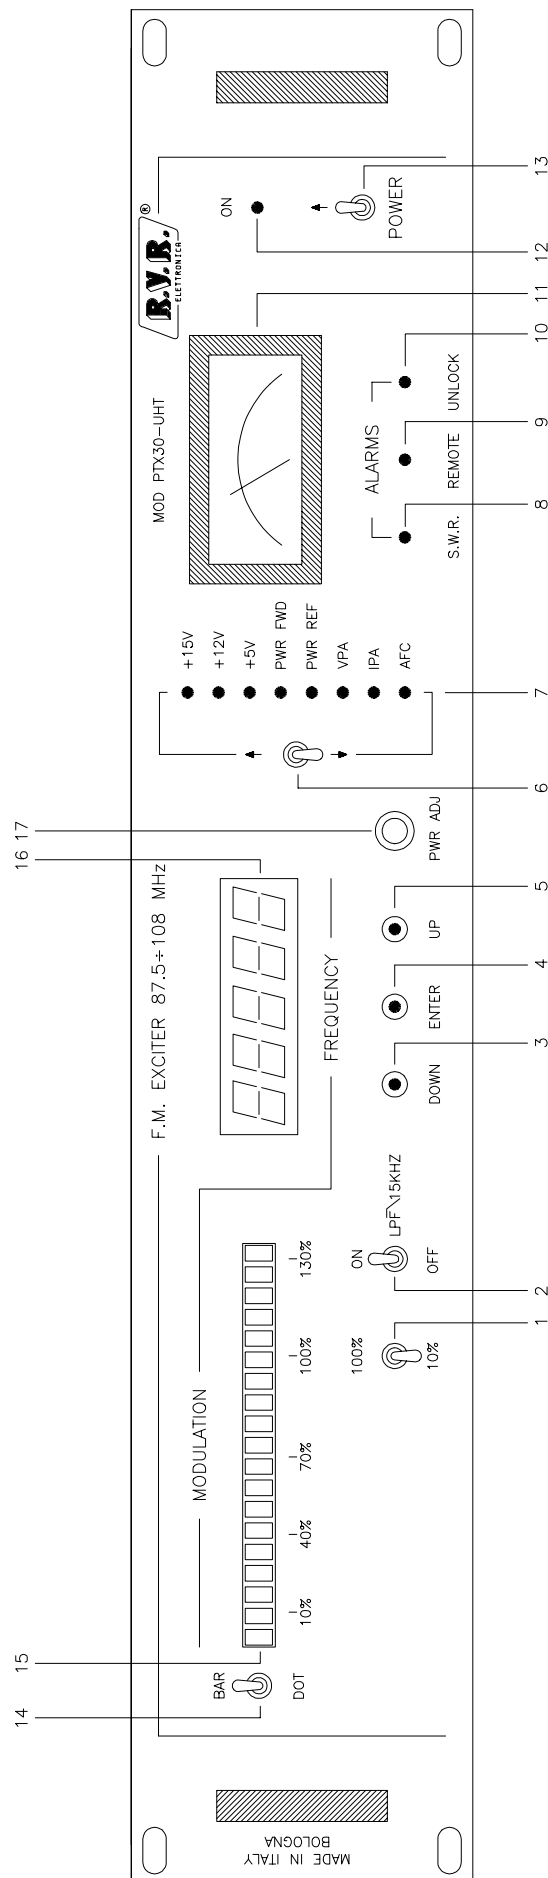 14
15
16
17
MADE IN ITALY
BOLOGNA
BAR
DOT
MODULATION
10%
40%
70%
100%
130%
100%
10%
ON
LPF 15KHZ
OFF
F.M. EXCITER 87.5÷108 MHz
FREQUENCY
DOWN
ENTER
UP
PWR ADJ
+15V
+12V
+5V
PWR FWD
PWR REF
VPA
IPA
AFC
MOD PTX30-UHT
ALARMS
S.W.R.
REMOTE
UNLOCK
R.V.R.
ELETTRONICA
®
ON
POWER
1
2
3
4
5
6
7
8
9
10
11
12
13